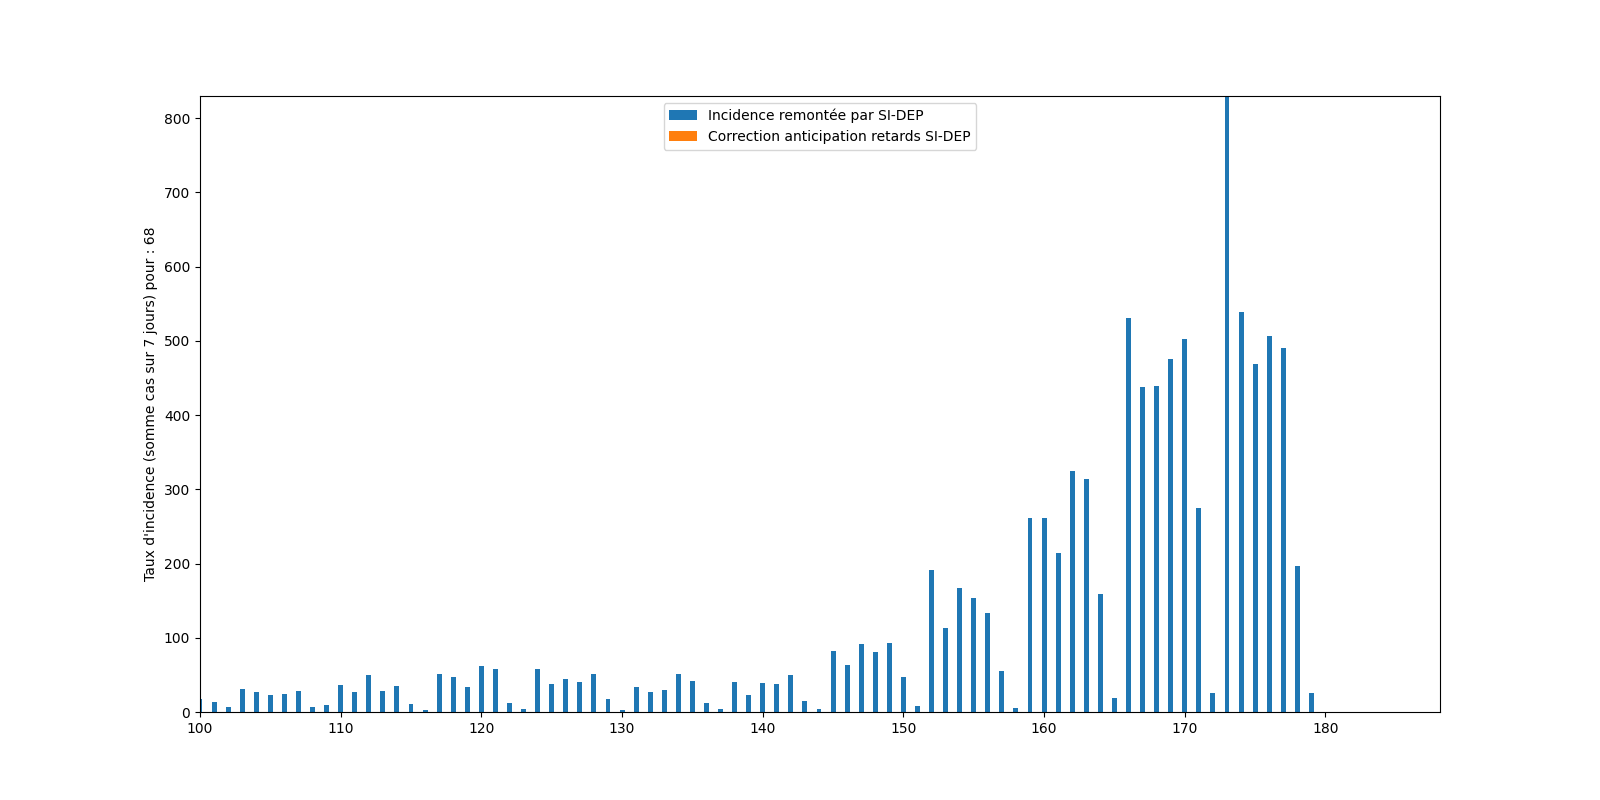 Incidence remontée par SI-DEP
Correction anticipation retards SI-DEP
Taux d'incidence (somme cas sur 7 jours) pour : 68
800
700
600
500
400
300
200
100
0
100 110 120 130 140 150 160 170 180